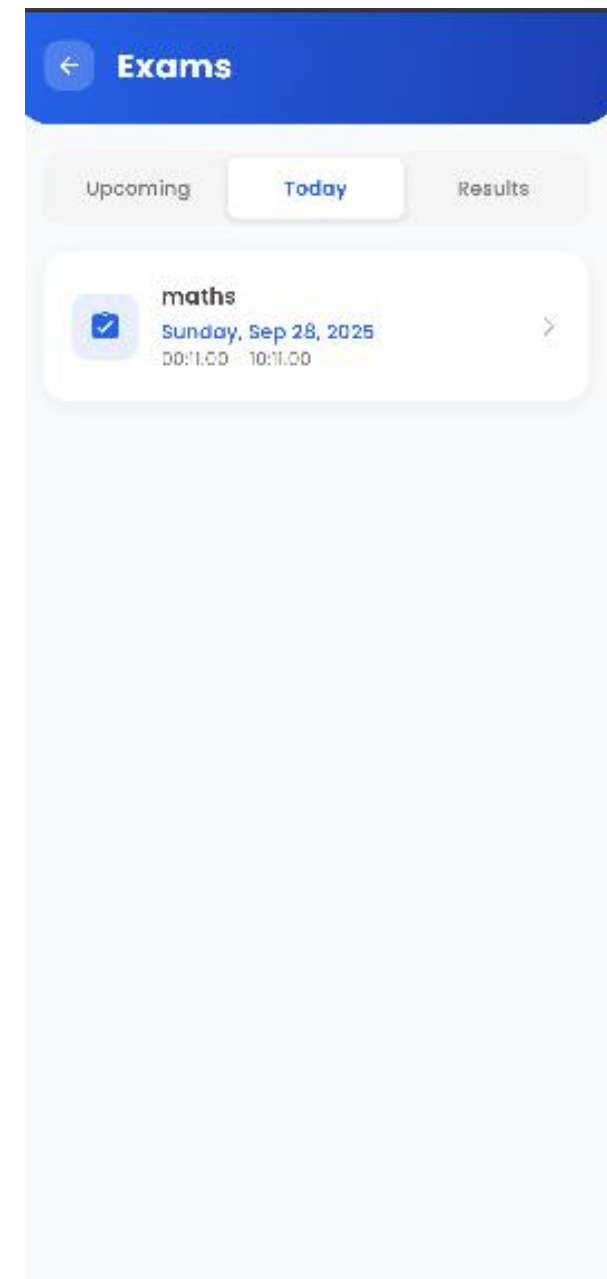 Exams
Upcoming Today Results
maths
Sunday, Sep 28, 2025
00:11:00 - 10:11:00